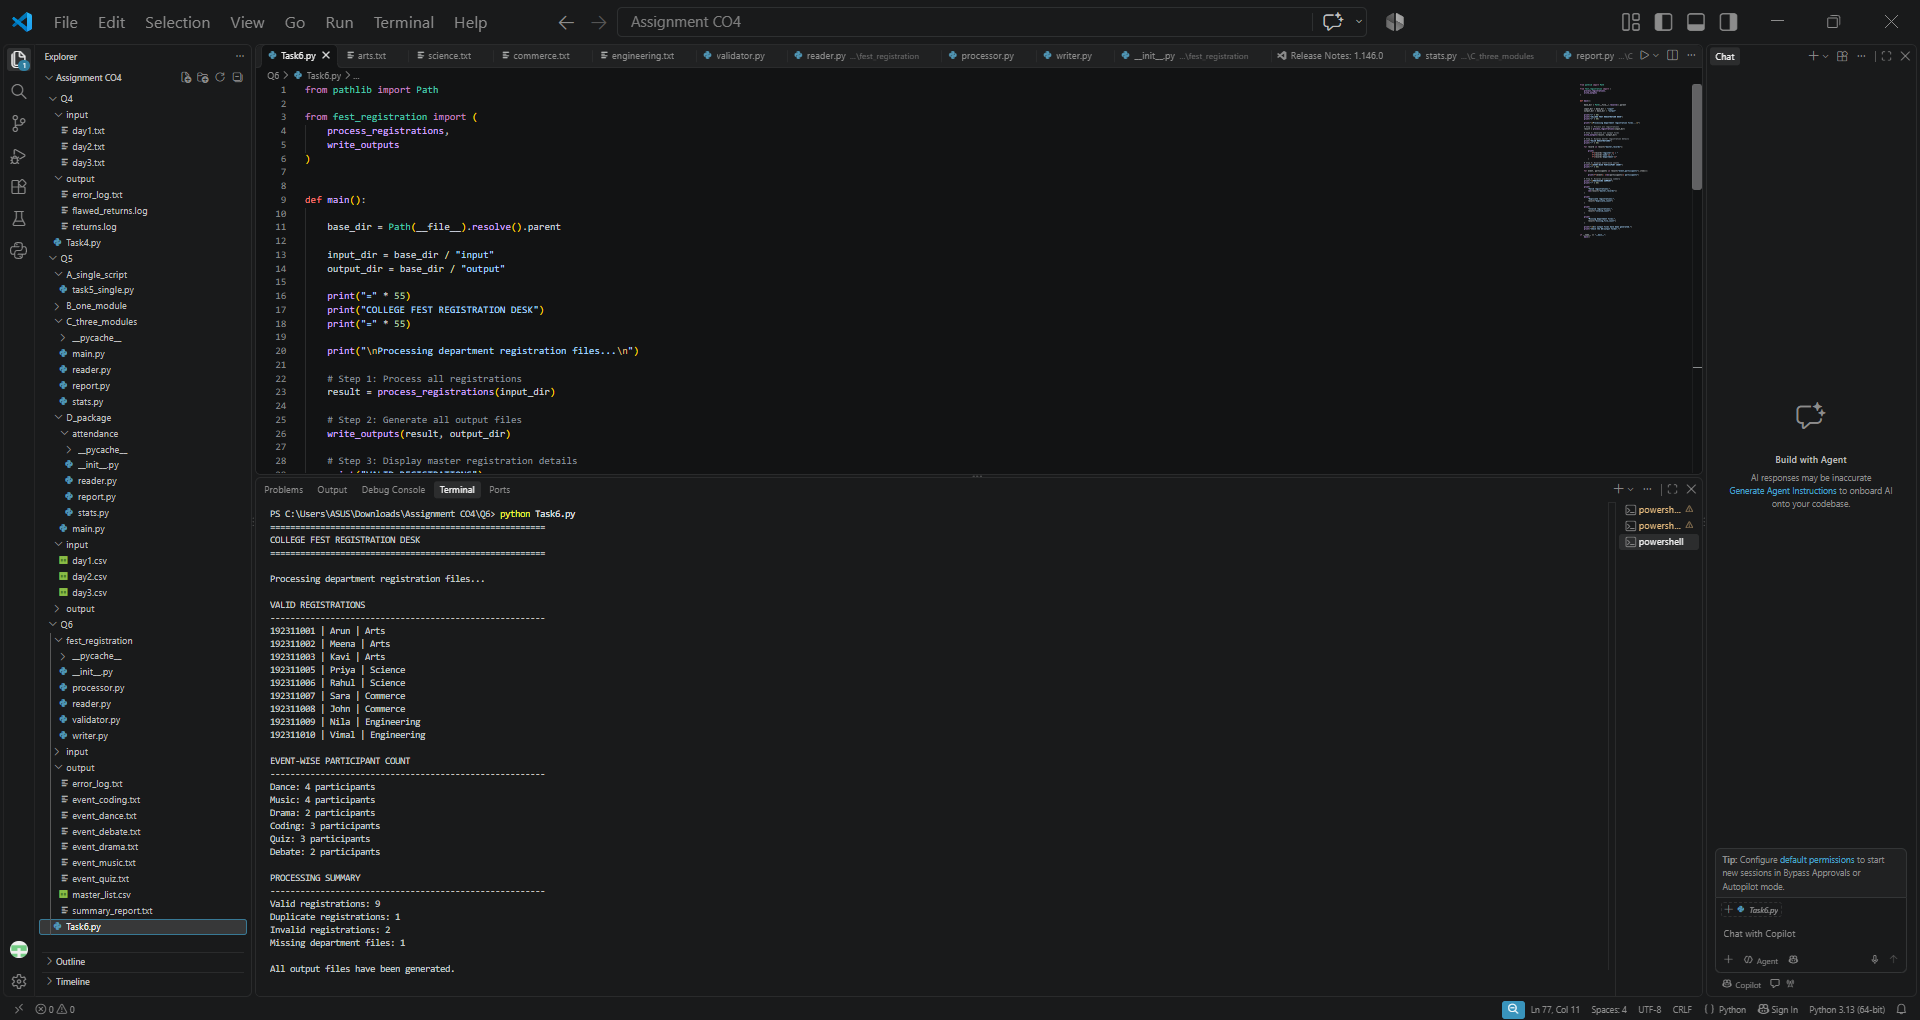 File Edit Selection View Go Run Terminal Help
Assignment CO4
Explorer
Assignment CO4
Q4
input
day1.txt
day2.txt
day3.txt
output
error_log.txt
flawed_returns.log
returns.log
Task4.py
Q5
A_single_script
task5_single.py
B_one_module
C_three_modules
__pycache__
main.py
reader.py
report.py
stats.py
D_package
attendance
__pycache__
__init__.py
reader.py
report.py
stats.py
main.py
input
day1.csv
day2.csv
day3.csv
output
Q6
fest_registration
__pycache__
__init__.py
processor.py
reader.py
validator.py
writer.py
input
output
error_log.txt
event_coding.txt
event_dance.txt
event_debate.txt
event_drama.txt
event_music.txt
event_quiz.txt
master_list.csv
summary_report.txt
Task6.py
Outline
Timeline
Task6.py arts.txt science.txt commerce.txt engineering.txt validator.py reader.py ...\fest_registration processor.py writer.py __init__.py ...\fest_registration Release Notes: 1.146.0 stats.py ...\C_three_modules report.py ...\C
Q6 > Task6.py > ...
1 from pathlib import Path
2
3 from fest_registration import (
4 process_registrations,
5 write_outputs
6 )
7
8
9 def main():
10
11 base_dir = Path(__file__).resolve().parent
12
13 input_dir = base_dir / "input"
14 output_dir = base_dir / "output"
15
16 print("=" * 55)
17 print("COLLEGE FEST REGISTRATION DESK")
18 print("=" * 55)
19
20 print("\nProcessing department registration files...\n")
21
22 # Step 1: Process all registrations
23 result = process_registrations(input_dir)
24
25 # Step 2: Generate all output files
26 write_outputs(result, output_dir)
27
28 # Step 3: Display master registration details
Problems Output Debug Console Terminal Ports
PS C:\Users\ASUS\Downloads\Assignment CO4\Q6> python Task6.py
=======================================================
COLLEGE FEST REGISTRATION DESK
=======================================================
Processing department registration files...
VALID REGISTRATIONS
-------------------------------------------------------
192311001 | Arun | Arts
192311002 | Meena | Arts
192311003 | Kavi | Arts
192311005 | Priya | Science
192311006 | Rahul | Science
192311007 | Sara | Commerce
192311008 | John | Commerce
192311009 | Nila | Engineering
192311010 | Vimal | Engineering
EVENT-WISE PARTICIPANT COUNT
-------------------------------------------------------
Dance: 4 participants
Music: 4 participants
Drama: 2 participants
Coding: 3 participants
Quiz: 3 participants
Debate: 2 participants
PROCESSING SUMMARY
-------------------------------------------------------
Valid registrations: 9
Duplicate registrations: 1
Invalid registrations: 2
Missing department files: 1
All output files have been generated.
powersh...
powersh...
powershell
Chat
Build with Agent
AI responses may be inaccurate
Generate Agent Instructions to onboard AI
onto your codebase.
Tip: Configure default permissions to start
new sessions in Bypass Approvals or
Autopilot mode.
Task6.py
Chat with Copilot
Agent
Copilot
0 0
Ln 77, Col 11 Spaces: 4 UTF-8 CRLF Python Sign In Python 3.13 (64-bit)